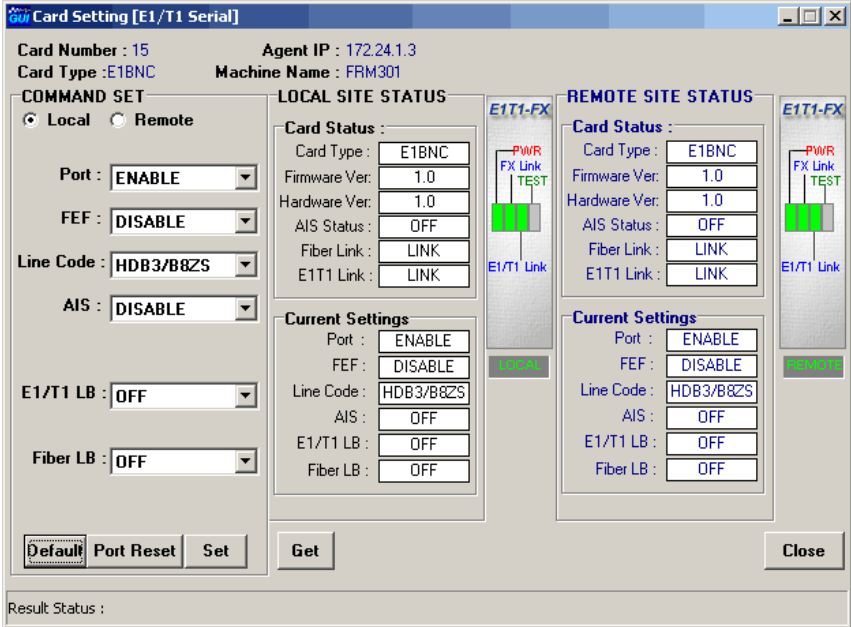 GUI Card Setting [E1/T1 Serial]
Card Number : 15 Agent IP : 172.24.1.3
Card Type :E1BNC Machine Name : FRM301
COMMAND SET
Local Remote
Port : ENABLE
FEF : DISABLE
Line Code : HDB3/B8ZS
AIS : DISABLE
E1/T1 LB : OFF
Fiber LB : OFF
Default Port Reset Set
LOCAL SITE STATUS
Card Status :
Card Type : E1BNC
Firmware Ver: 1.0
Hardware Ver: 1.0
AIS Status : OFF
Fiber Link : LINK
E1T1 Link : LINK
Current Settings
Port : ENABLE
FEF : DISABLE
Line Code : HDB3/B8ZS
AIS : OFF
E1/T1 LB : OFF
Fiber LB : OFF
Get
E1T1-FX
PWR
FX Link
TEST
E1/T1 Link
LOCAL
REMOTE SITE STATUS
Card Status :
Card Type : E1BNC
Firmware Ver: 1.0
Hardware Ver: 1.0
AIS Status : OFF
Fiber Link : LINK
E1T1 Link : LINK
Current Settings
Port : ENABLE
FEF : DISABLE
Line Code : HDB3/B8ZS
AIS : OFF
E1/T1 LB : OFF
Fiber LB : OFF
E1T1-FX
PWR
FX Link
TEST
E1/T1 Link
REMOTE
Close
Result Status :